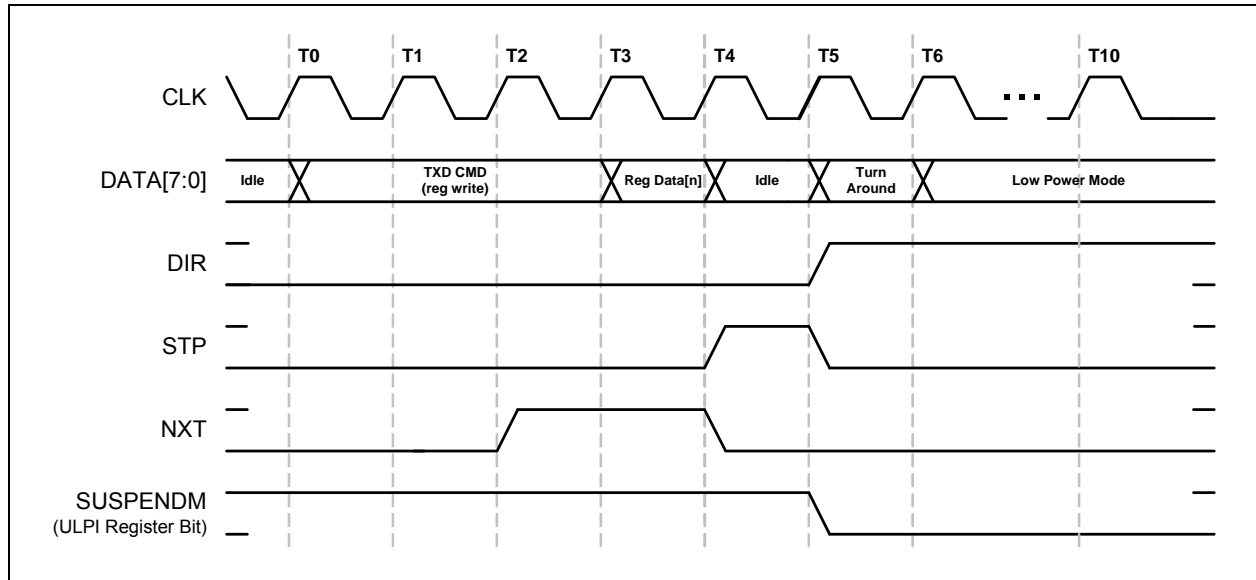 T0 T1 T2 T3 T4 T5 T6 T10
CLK
...
DATA[7:0] Idle TXD CMD Reg Data[n] Idle Turn Low Power Mode
(reg write) Around
DIR
STP
NXT
SUSPENDM
(ULPI Register Bit)